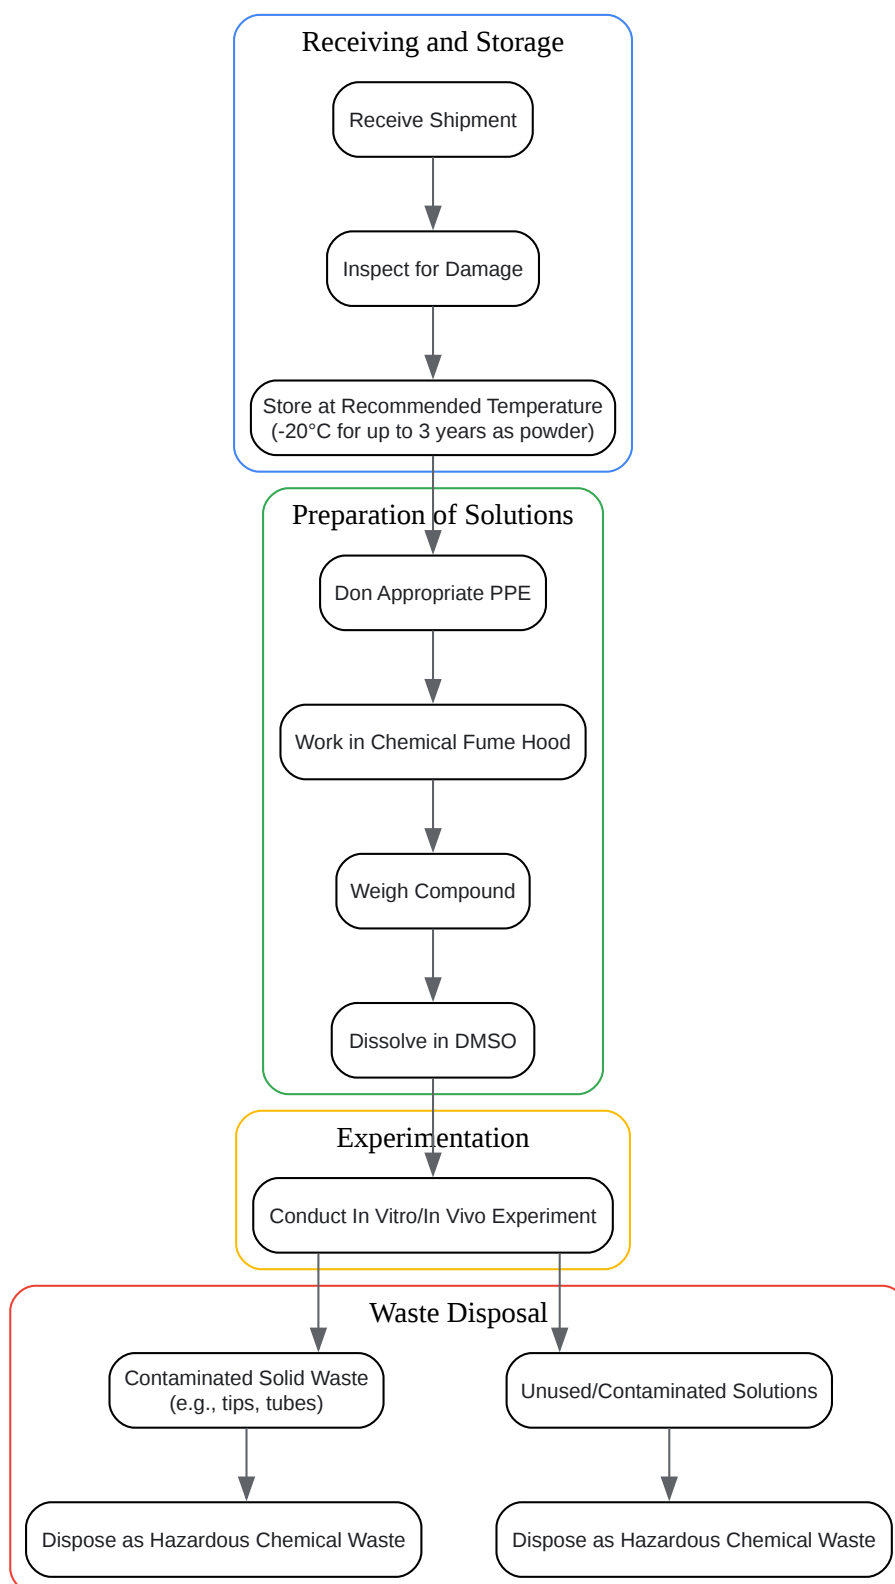 Receiving and Storage
Receive Shipment
Inspect for Damage
Store at Recommended Temperature
(-20°C for up to 3 years as powder)
Preparation of Solutions
Don Appropriate PPE
Work in Chemical Fume Hood
Weigh Compound
Dissolve in DMSO
Experimentation
Conduct In Vitro/In Vivo Experiment
Waste Disposal
Contaminated Solid Waste
(e.g., tips, tubes)
Unused/Contaminated Solutions
Dispose as Hazardous Chemical Waste
Dispose as Hazardous Chemical Waste